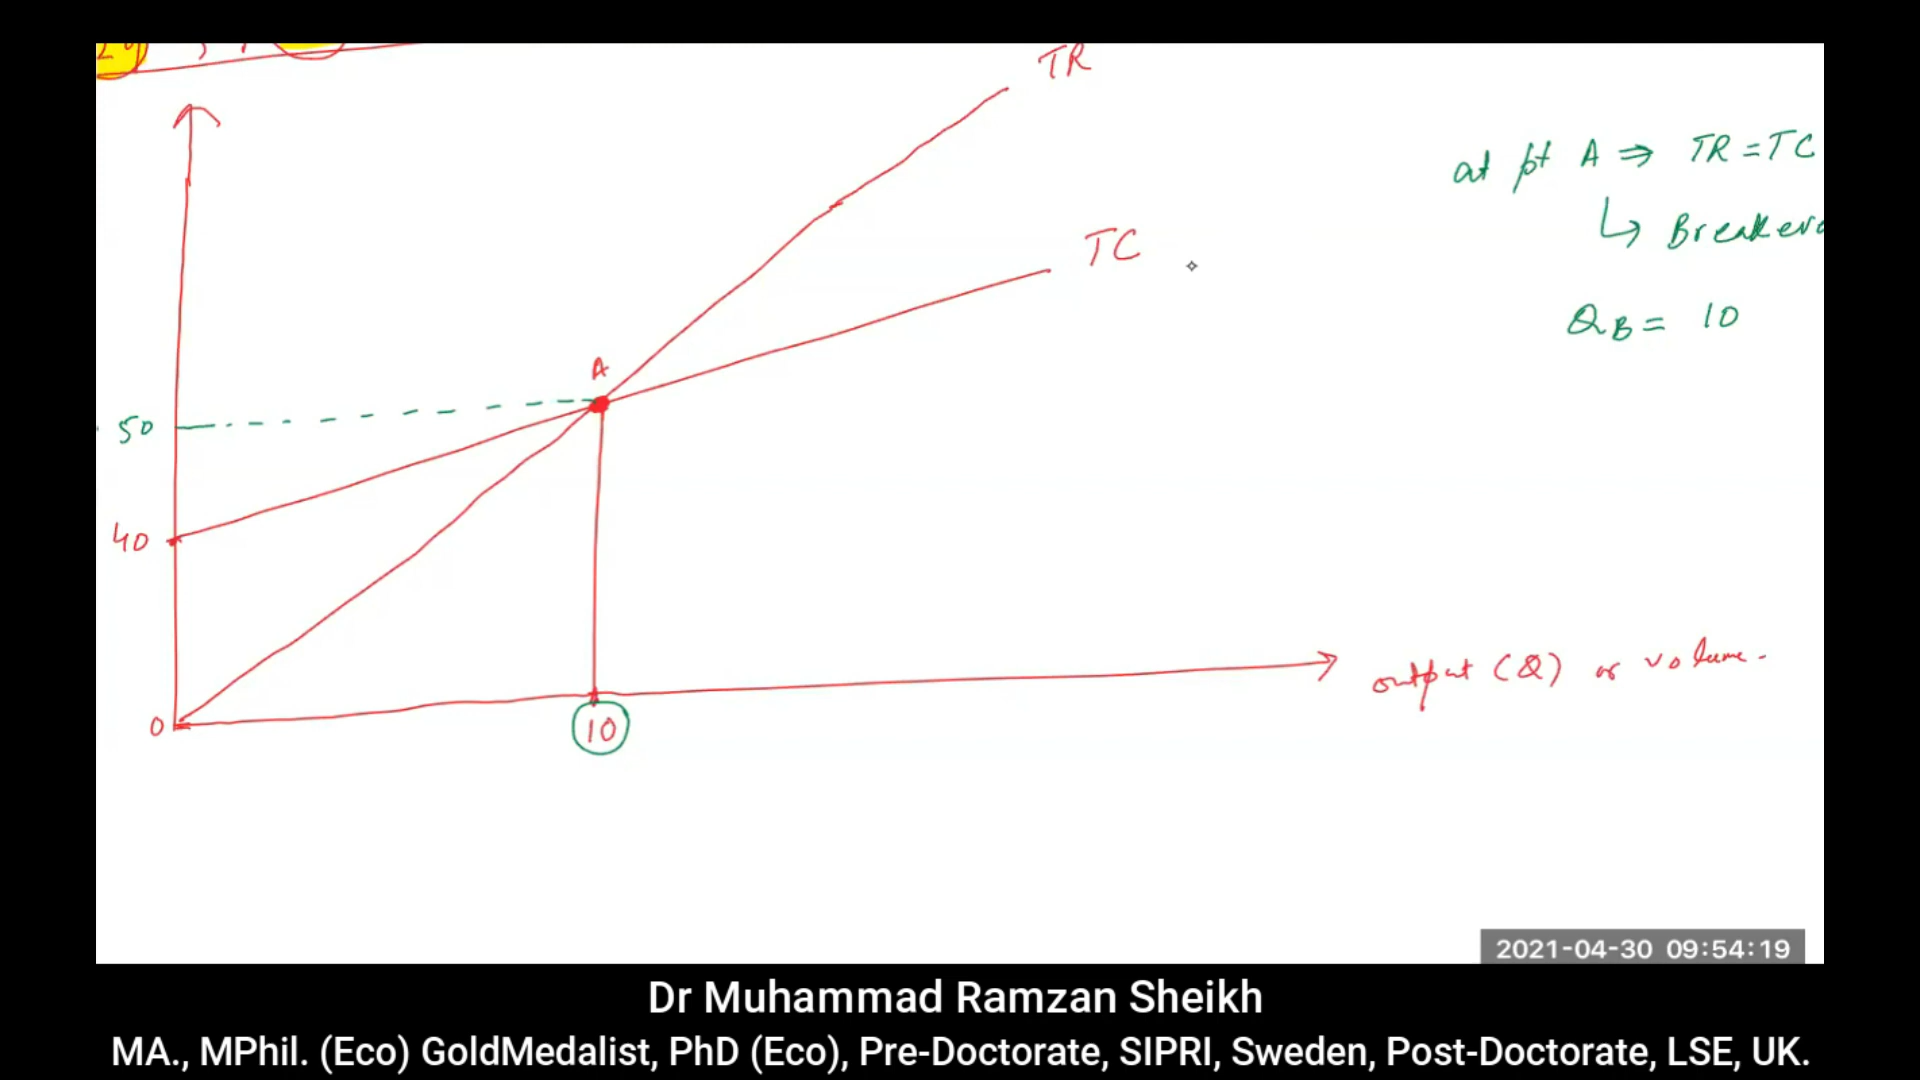 TR
at pt A ⇒ TR = TC
TC
↳ Breakeve
QB = 10
A
50
40
output (Q) or volume.
0
10
2021-04-30 09:54:19
Dr Muhammad Ramzan Sheikh
MA., MPhil. (Eco) GoldMedalist, PhD (Eco), Pre-Doctorate, SIPRI, Sweden, Post-Doctorate, LSE, UK.